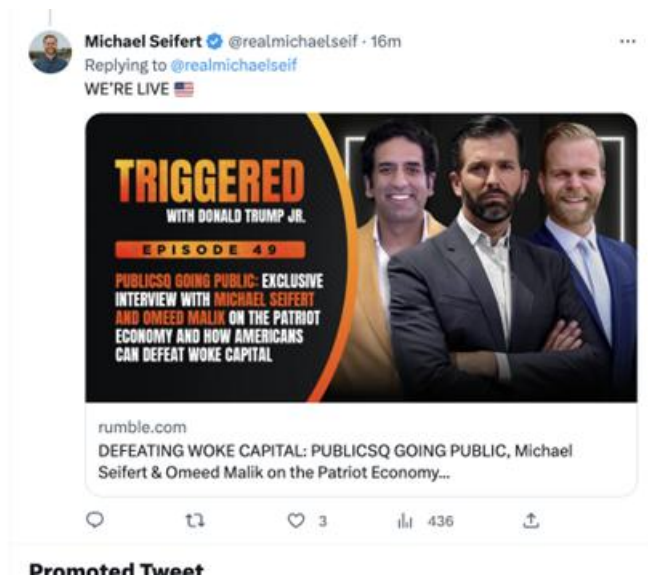 Michael Seifert @realmichaelseif · 16m
Replying to @realmichaelseif
WE'RE LIVE
TRIGGERED
WITH DONALD TRUMP JR.
EPISODE 49
PUBLICSQ GOING PUBLIC: EXCLUSIVE
INTERVIEW WITH MICHAEL SEIFERT
AND OMEED MALIK ON THE PATRIOT
ECONOMY AND HOW AMERICANS
CAN DEFEAT WOKE CAPITAL
rumble.com
DEFEATING WOKE CAPITAL: PUBLICSQ GOING PUBLIC, Michael
Seifert & Omeed Malik on the Patriot Economy...
3 436
Promoted Tweet